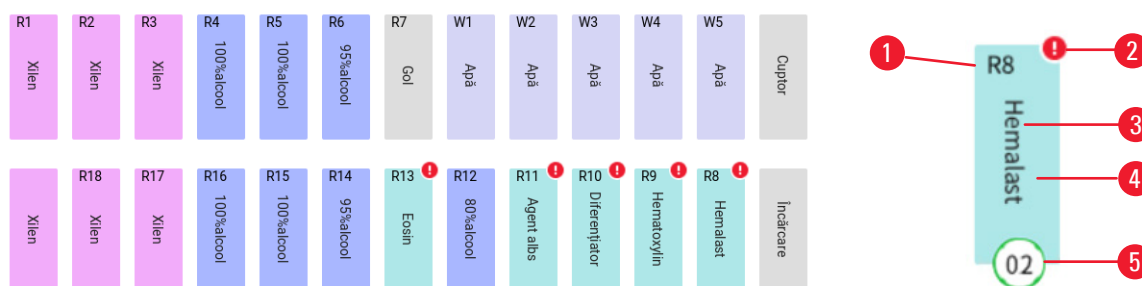 R1 R2 R3 R4 R5 R6 R7 W1 W2 W3 W4 W5
Xilen Xilen Xilen 100%alcool 100%alcool 95%alcool Gol Apă Apă Apă Apă Apă Cuptor
R18 R17 R16 R15 R14 R13 ! R12 R11 ! R10 ! R9 ! R8 !
Xilen Xilen Xilen 100%alcool 100%alcool 95%alcool Eosin 80%alcool Agent albs Diferențiator Hematoxylin Hemalast Încărcare
1
R8
!
2
Hemalast
3
4
02
5